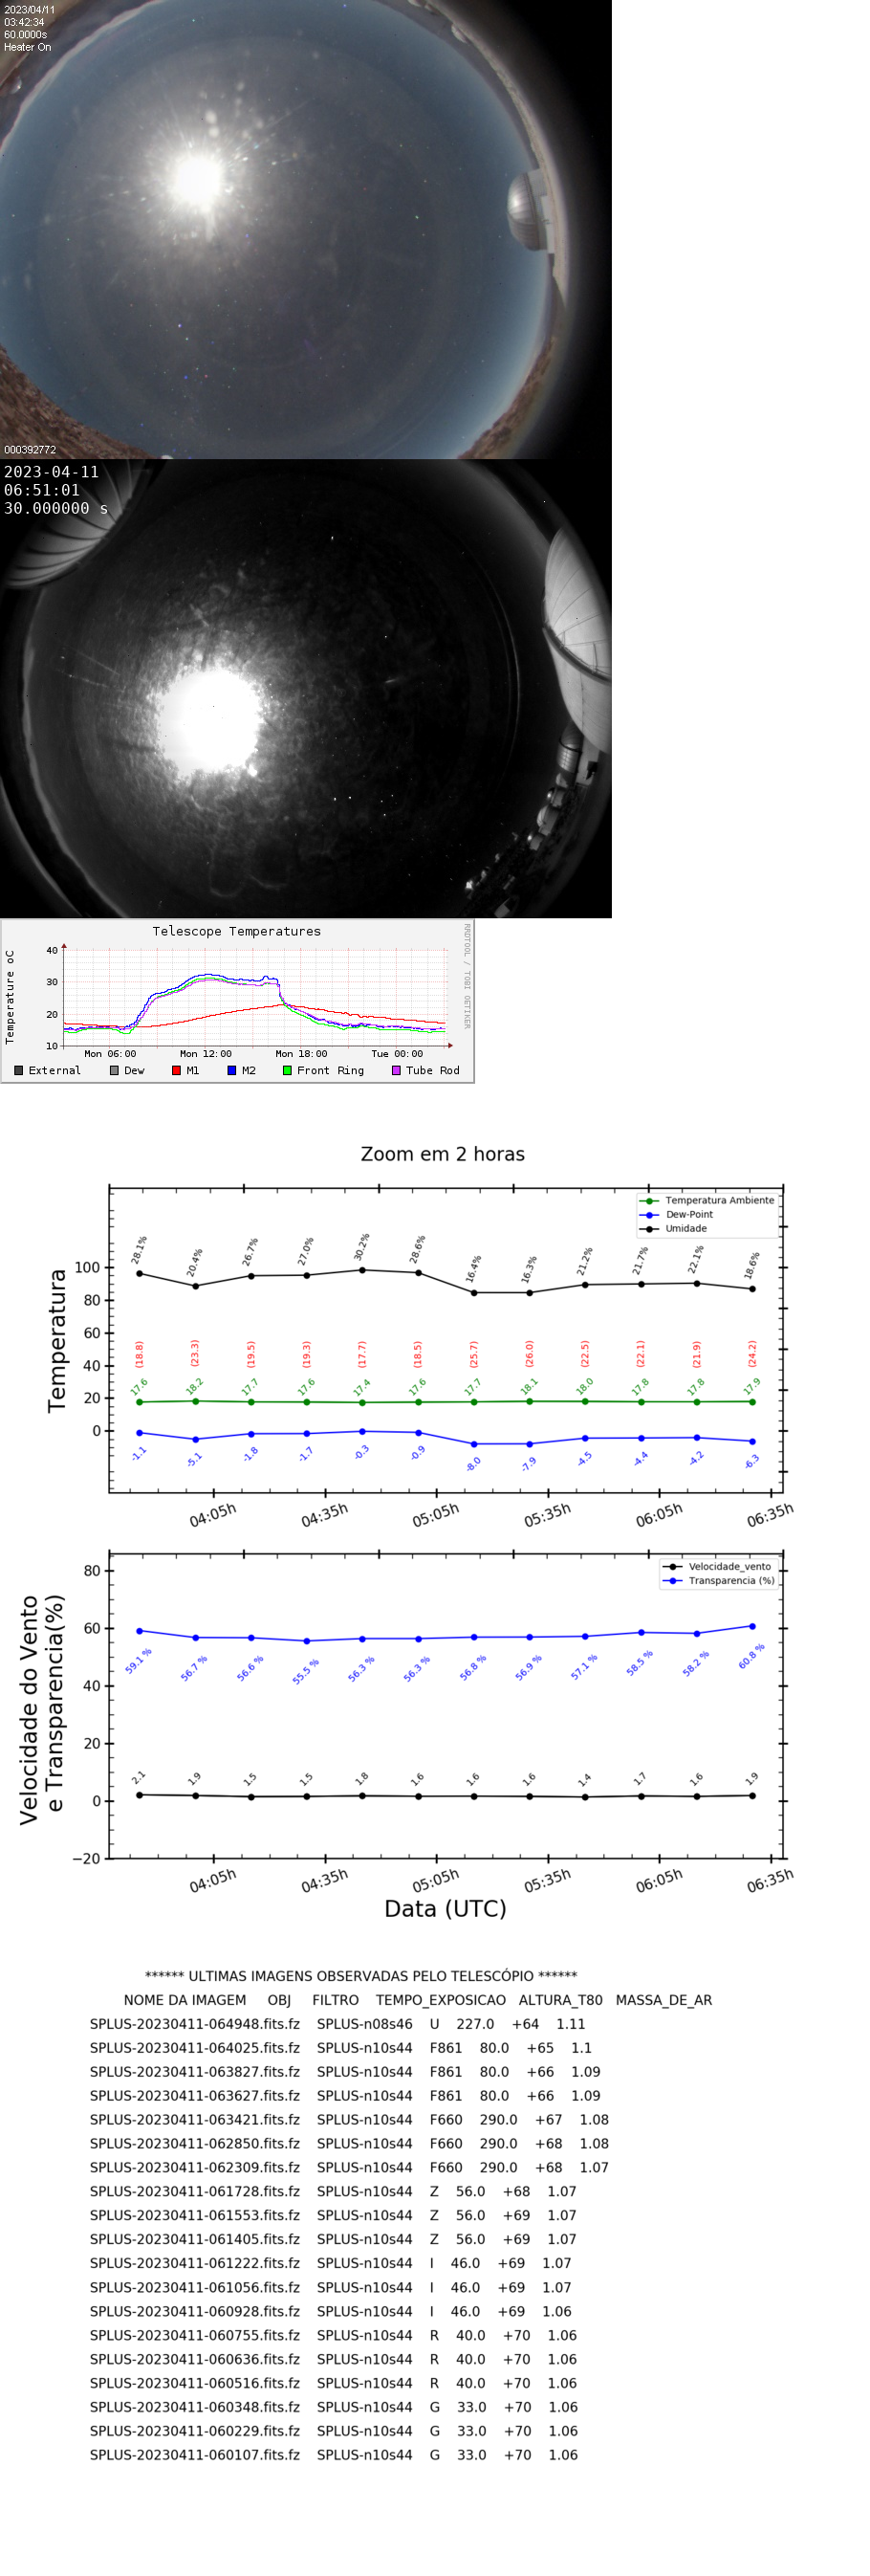 2023/04/11
03:42:34
60.0000s
Heater On
000392772
2023-04-11
06:51:01
30.000000 s
Telescope Temperatures
RRDTOOL / TOBI OETIKER
Temperature oC
40
30
20
10
Mon 06:00 Mon 12:00 Mon 18:00 Tue 00:00
External Dew M1 M2 Front Ring Tube Rod
Zoom em 2 horas
Temperatura Ambiente
Dew-Point
Umidade
Temperatura
100
80
60
40
20
0
28.1% 20.4% 26.7% 27.0% 30.2% 28.6% 16.4% 16.3% 21.2% 21.7% 22.1% 18.6%
(18.8) (23.3) (19.5) (19.3) (17.7) (18.5) (25.7) (26.0) (22.5) (22.1) (21.9) (24.2)
17.6 18.2 17.7 17.6 17.4 17.6 17.7 18.1 18.0 17.8 17.8 17.9
-1.1 -5.1 -1.8 -1.7 -0.3 -0.9 -8.0 -7.9 -4.5 -4.4 -4.2 -6.3
04:05h 04:35h 05:05h 05:35h 06:05h 06:35h
Velocidade_vento
Transparencia (%)
Velocidade do Vento
e Transparencia(%)
80
60
40
20
0
−20
59.1 % 56.7 % 56.6 % 55.5 % 56.3 % 56.3 % 56.8 % 56.9 % 57.1 % 58.5 % 58.2 % 60.8 %
2.1 1.9 1.5 1.5 1.8 1.6 1.6 1.6 1.4 1.7 1.6 1.9
04:05h 04:35h 05:05h 05:35h 06:05h 06:35h
Data (UTC)
****** ULTIMAS IMAGENS OBSERVADAS PELO TELESCÓPIO ******
NOME DA IMAGEM OBJ FILTRO TEMPO_EXPOSICAO ALTURA_T80 MASSA_DE_AR
SPLUS-20230411-064948.fits.fz SPLUS-n08s46 U 227.0 +64 1.11
SPLUS-20230411-064025.fits.fz SPLUS-n10s44 F861 80.0 +65 1.1
SPLUS-20230411-063827.fits.fz SPLUS-n10s44 F861 80.0 +66 1.09
SPLUS-20230411-063627.fits.fz SPLUS-n10s44 F861 80.0 +66 1.09
SPLUS-20230411-063421.fits.fz SPLUS-n10s44 F660 290.0 +67 1.08
SPLUS-20230411-062850.fits.fz SPLUS-n10s44 F660 290.0 +68 1.08
SPLUS-20230411-062309.fits.fz SPLUS-n10s44 F660 290.0 +68 1.07
SPLUS-20230411-061728.fits.fz SPLUS-n10s44 Z 56.0 +68 1.07
SPLUS-20230411-061553.fits.fz SPLUS-n10s44 Z 56.0 +69 1.07
SPLUS-20230411-061405.fits.fz SPLUS-n10s44 Z 56.0 +69 1.07
SPLUS-20230411-061222.fits.fz SPLUS-n10s44 I 46.0 +69 1.07
SPLUS-20230411-061056.fits.fz SPLUS-n10s44 I 46.0 +69 1.07
SPLUS-20230411-060928.fits.fz SPLUS-n10s44 I 46.0 +69 1.06
SPLUS-20230411-060755.fits.fz SPLUS-n10s44 R 40.0 +70 1.06
SPLUS-20230411-060636.fits.fz SPLUS-n10s44 R 40.0 +70 1.06
SPLUS-20230411-060516.fits.fz SPLUS-n10s44 R 40.0 +70 1.06
SPLUS-20230411-060348.fits.fz SPLUS-n10s44 G 33.0 +70 1.06
SPLUS-20230411-060229.fits.fz SPLUS-n10s44 G 33.0 +70 1.06
SPLUS-20230411-060107.fits.fz SPLUS-n10s44 G 33.0 +70 1.06